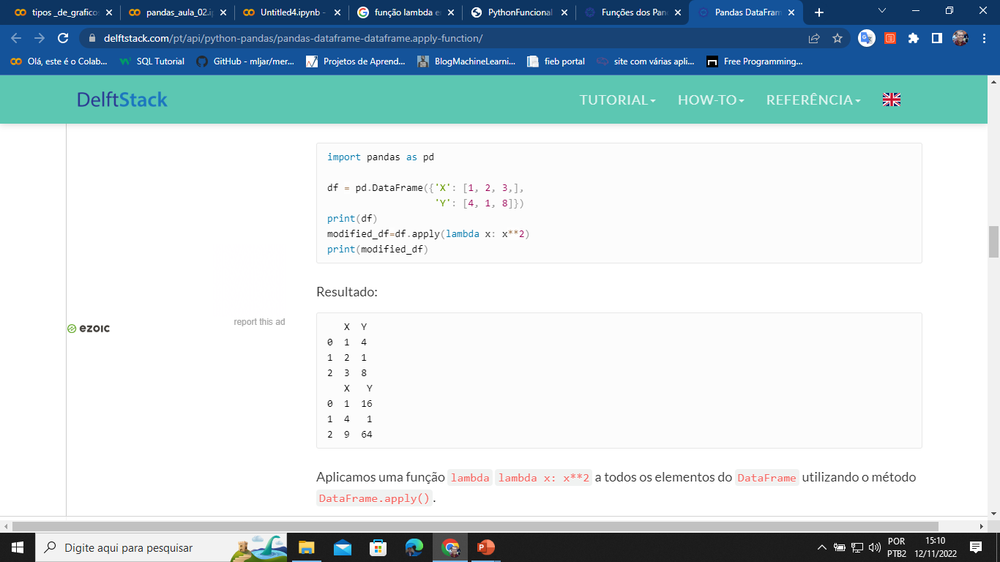 tipos _de_grafico
pandas_aula_02.i
Untitled4.ipynb -
função lambda e
PythonFuncional
Funções dos Pan
Pandas DataFram
delftstack.com/pt/api/python-pandas/pandas-dataframe-dataframe.apply-function/
Olá, este é o Colab...
SQL Tutorial
GitHub - mljar/mer...
Projetos de Aprend...
BlogMachineLearni...
fieb portal
site com várias apli...
Free Programming...
DelftStack
TUTORIAL
HOW-TO
REFERÊNCIA
import pandas as pd
df = pd.DataFrame({'X': [1, 2, 3,],
'Y': [4, 1, 8]})
print(df)
modified_df=df.apply(lambda x: x**2)
print(modified_df)
Resultado:
report this ad
ezoic
X Y
0 1 4
1 2 1
2 3 8
X Y
0 1 16
1 4 1
2 9 64
Aplicamos uma função lambda lambda x: x**2 a todos os elementos do DataFrame utilizando o método
DataFrame.apply().
Digite aqui para pesquisar
POR
PTB2
15:10
12/11/2022